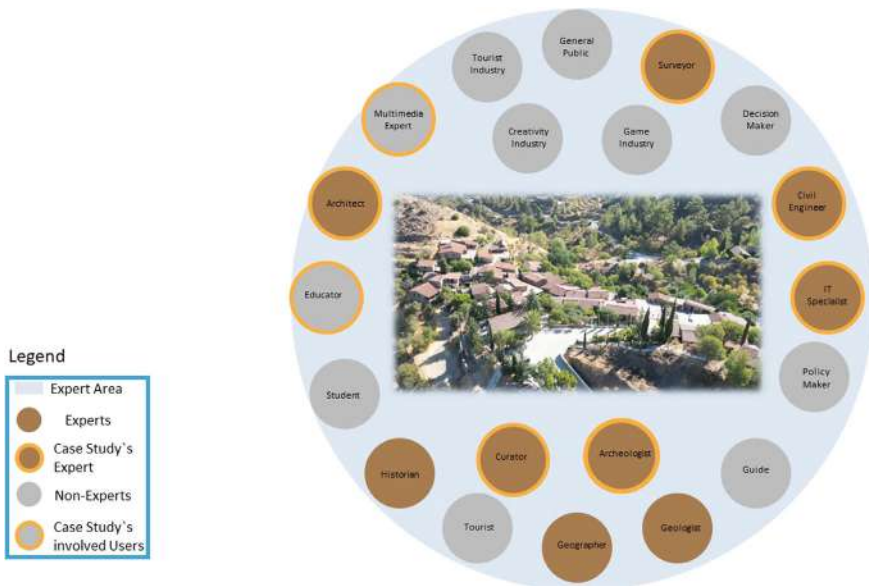 General
Public
Tourist
Industry
Surveyor
Multimedia
Expert
Creativity
Industry
Game
Industry
Decision
Maker
Architect
Civil
Engineer
Educator
IT
Specialist
Legend
Expert Area
Experts
Case Study`s
Expert
Non-Experts
Case Study`s
involved Users
Student
Policy
Maker
Historian
Curator
Archeologist
Guide
Tourist
Geographer
Geologist